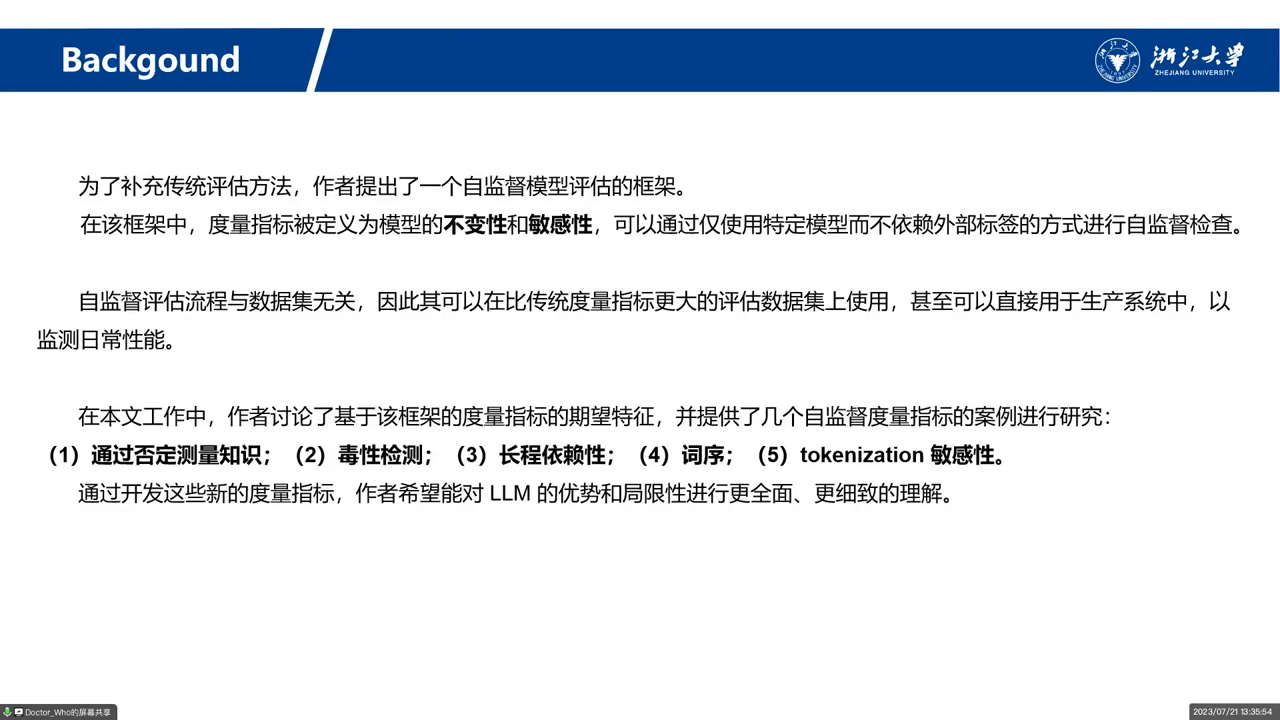 Backgound
浙江大学
ZHEJIANG UNIVERSITY
为了补充传统评估方法，作者提出了一个自监督模型评估的框架。
在该框架中，度量指标被定义为模型的不变性和敏感性，可以通过仅使用特定模型而不依赖外部标签的方式进行自监督检查。
自监督评估流程与数据集无关，因此其可以在比传统度量指标更大的评估数据集上使用，甚至可以直接用于生产系统中，以
监测日常性能。
在本文工作中，作者讨论了基于该框架的度量指标的期望特征，并提供了几个自监督度量指标的案例进行研究：
（1）通过否定测量知识；（2）毒性检测；（3）长程依赖性；（4）词序；（5）tokenization 敏感性。
通过开发这些新的度量指标，作者希望能对 LLM 的优势和局限性进行更全面、更细致的理解。
Doctor_Who的屏幕共享
2023/07/21 13:35:54